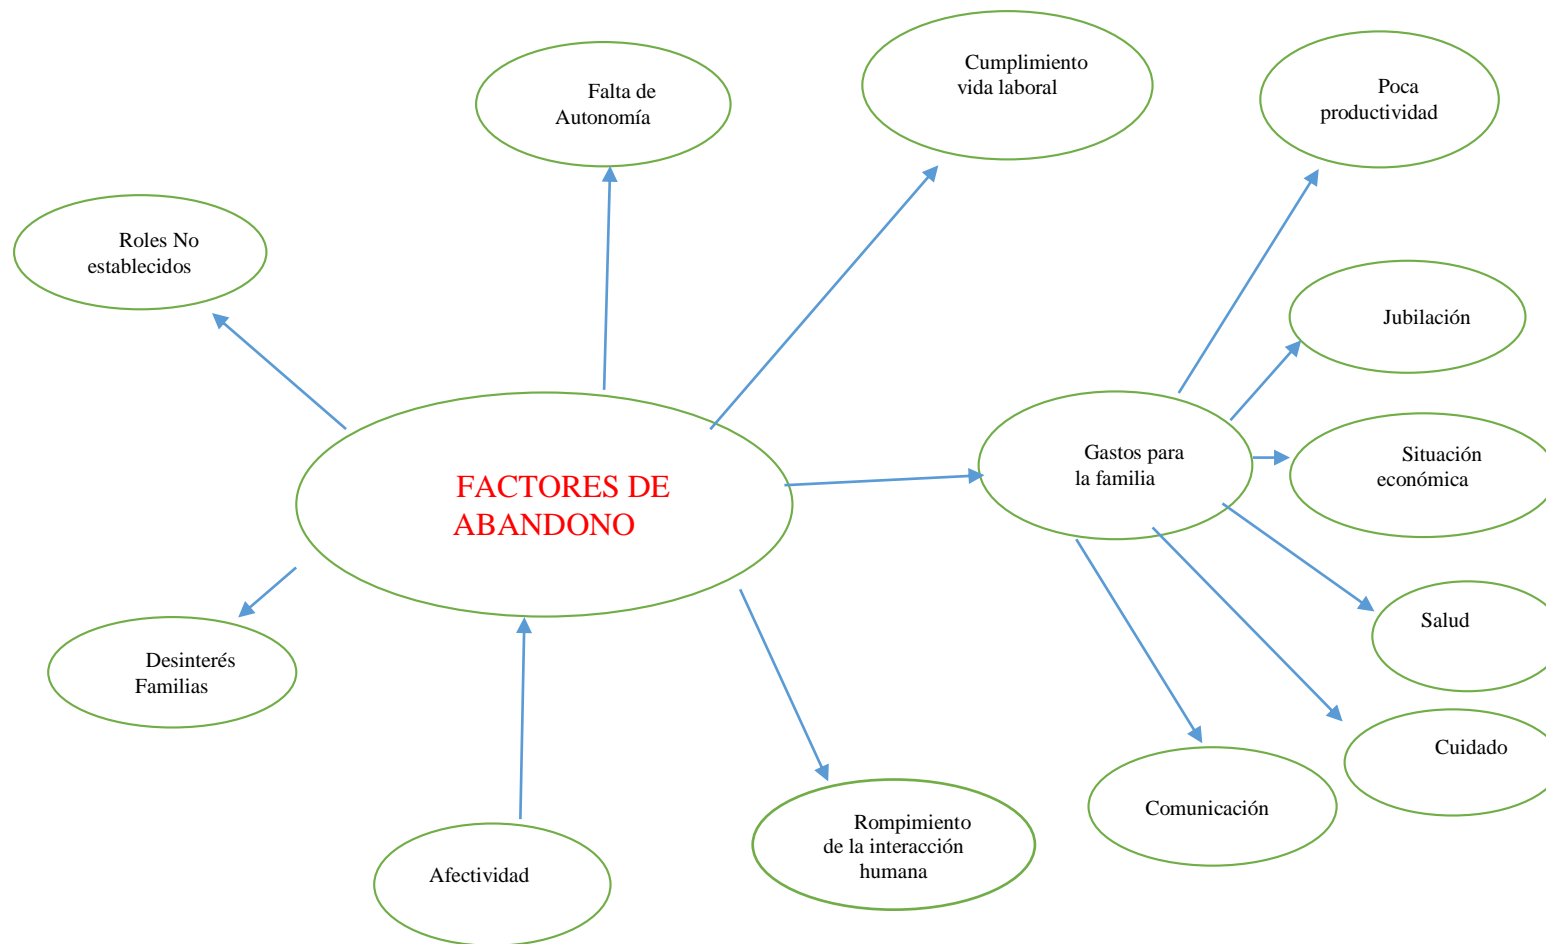 Cumplimiento
vida laboral
Falta de
Autonomía
Poca
productividad
Roles No
establecidos
Jubilación
Gastos para
la familia
Situación
económica
FACTORES DE
ABANDONO
Salud
Desinterés
Familias
Cuidado
Comunicación
Rompimiento
de la interacción
humana
Afectividad